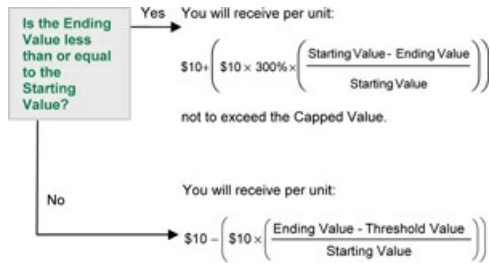 Is the Ending
Value less
than or equal
to the
Starting
Value?
Yes
You will receive per unit:
$10+($10 × 300%×(Starting Value - Ending Value
Starting Value))
not to exceed the Capped Value.
No
You will receive per unit:
$10 – ($10 ×(Ending Value - Threshold Value
Starting Value))